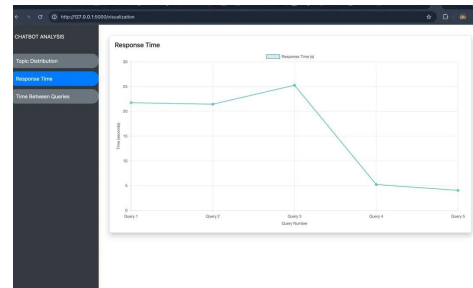 http://127.0.0.1:5000/visualization
CHATBOT ANALYSIS
Topic Distribution
Response Time
Time Between Queries
Response Time
Response Time (s)
30
25
20
15
10
5
0
Time (seconds)
Query 1
Query 2
Query 3
Query 4
Query 5
Query Number